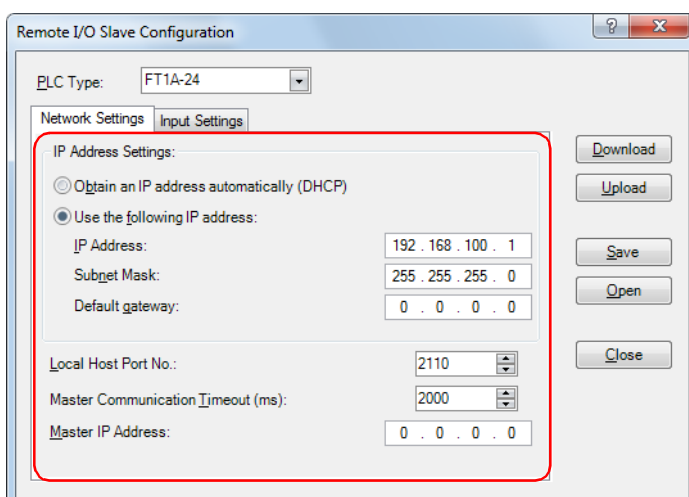 Remote I/O Slave Configuration
PLC Type: FT1A-24
Network Settings Input Settings
IP Address Settings:
Obtain an IP address automatically (DHCP)
Use the following IP address:
IP Address: 192 . 168 . 100 . 1
Subnet Mask: 255 . 255 . 255 . 0
Default gateway: 0 . 0 . 0 . 0
Local Host Port No.: 2110
Master Communication Timeout (ms): 2000
Master IP Address: 0 . 0 . 0 . 0
Download
Upload
Save
Open
Close